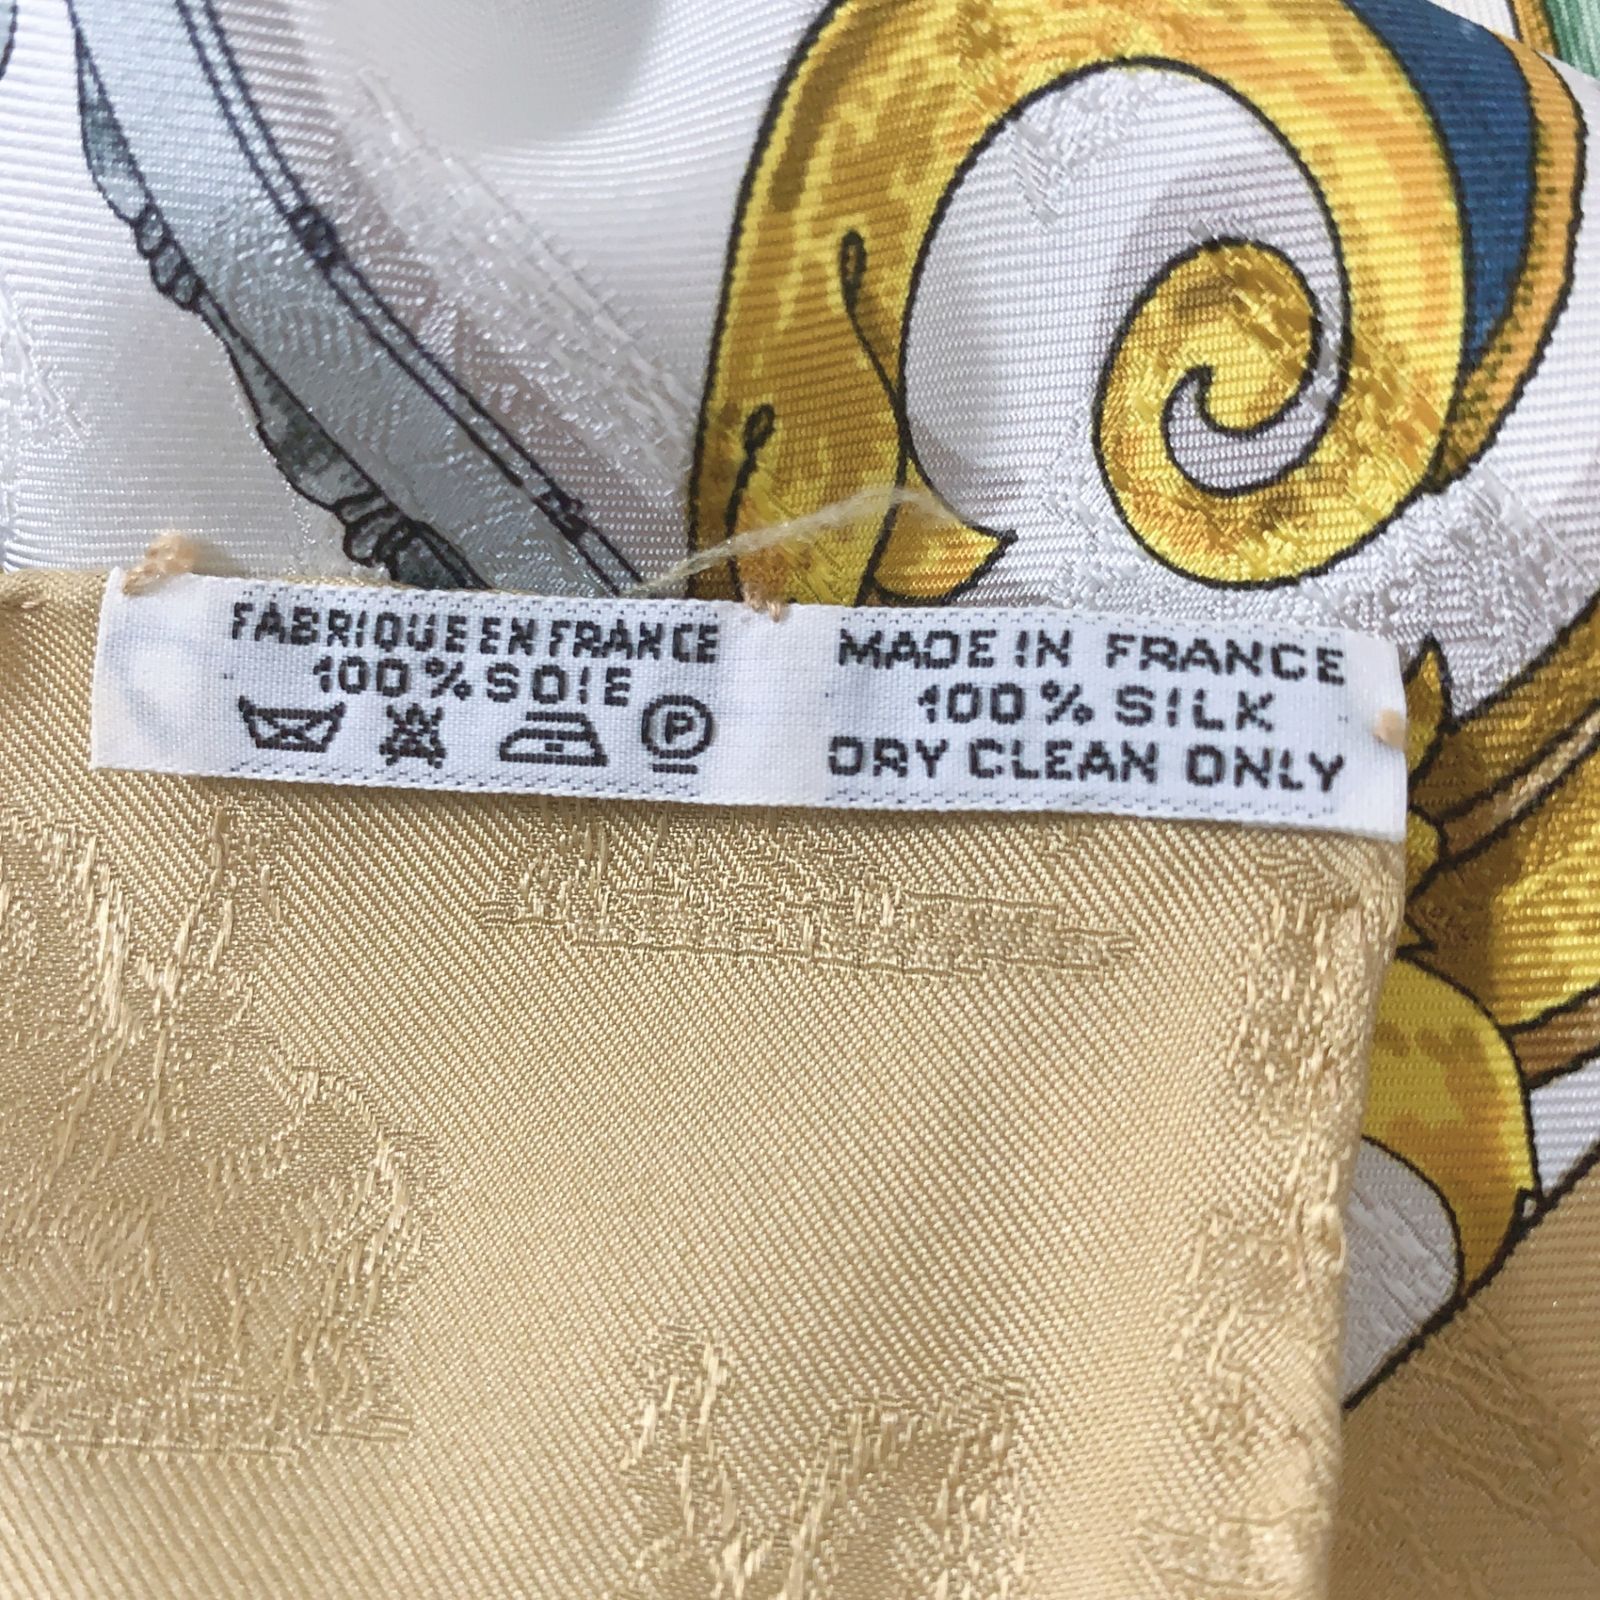 FABRIQUE EN FRANCE
100% SOIE
P
MADE IN FRANCE
100% SILK
DRY CLEAN ONLY